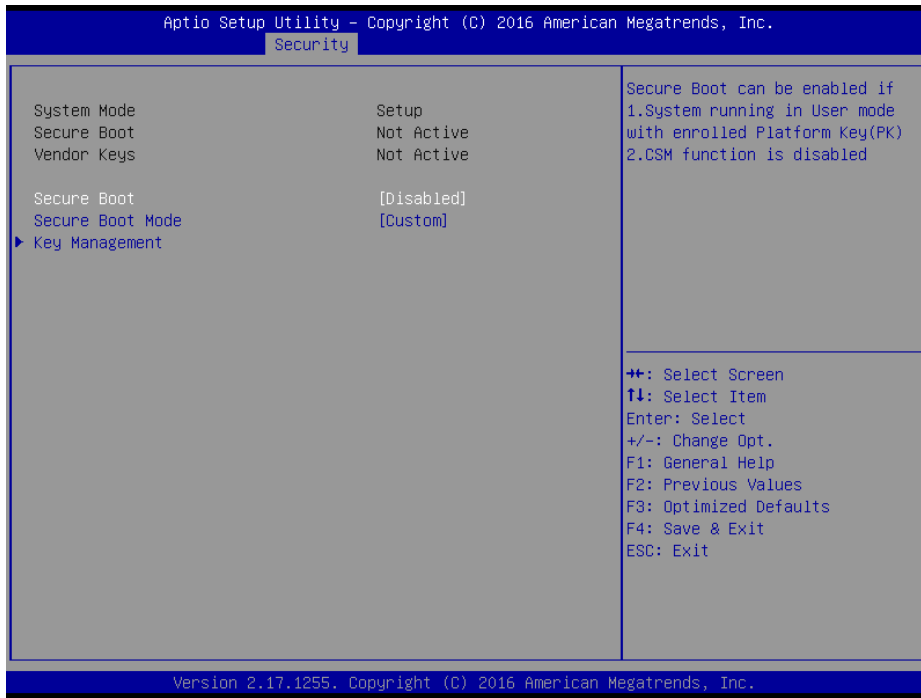 Aptio Setup Utility – Copyright (C) 2016 American Megatrends, Inc.
Security
System Mode Setup
Secure Boot Not Active
Vendor Keys Not Active
Secure Boot [Disabled]
Secure Boot Mode [Custom]
▶ Key Management
Secure Boot can be enabled if
1.System running in User mode
with enrolled Platform Key(PK)
2.CSM function is disabled
→←: Select Screen
↑↓: Select Item
Enter: Select
+/-: Change Opt.
F1: General Help
F2: Previous Values
F3: Optimized Defaults
F4: Save & Exit
ESC: Exit
Version 2.17.1255. Copyright (C) 2016 American Megatrends, Inc.